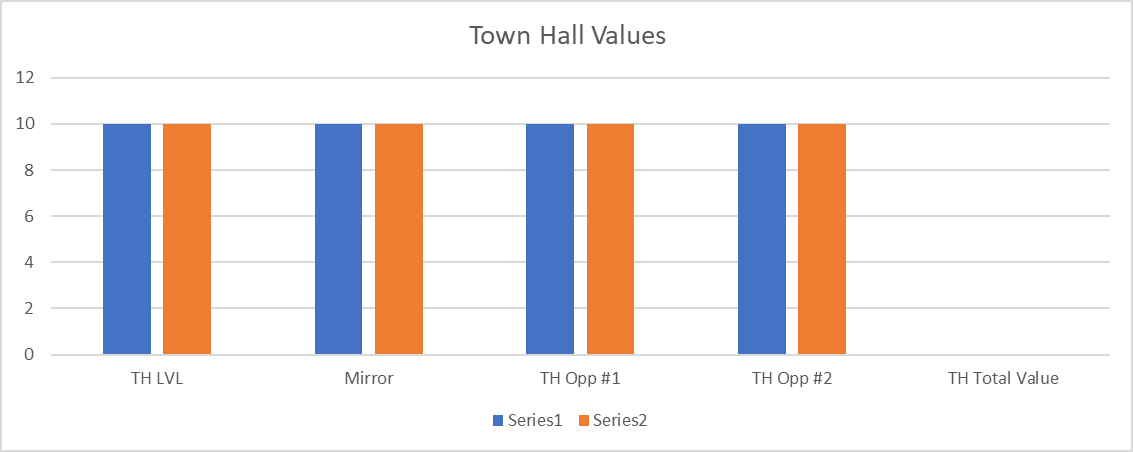 Town Hall Values
12
10
8
6
4
2
0
TH LVL Mirror TH Opp #1 TH Opp #2 TH Total Value
Series1 Series2